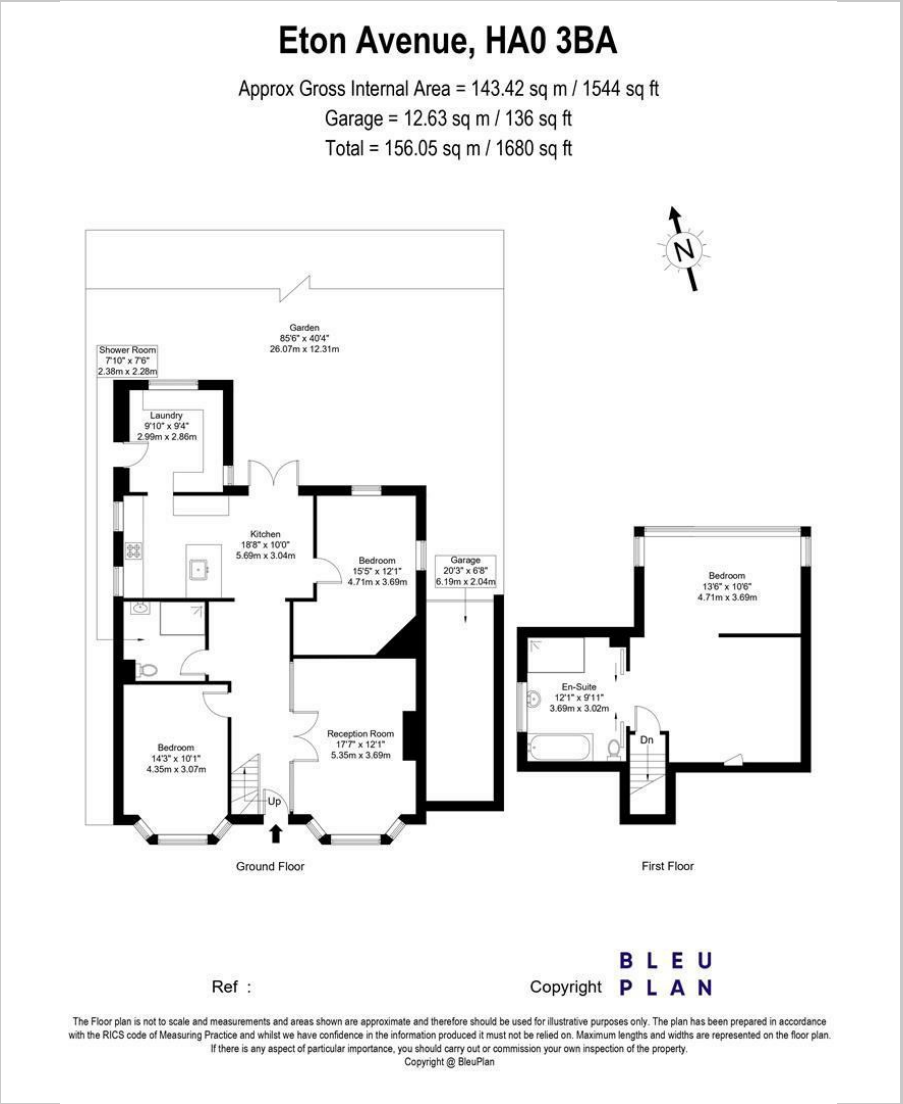 Eton Avenue, HA0 3BA
Approx Gross Internal Area = 143.42 sq m / 1544 sq ft
Garage = 12.63 sq m / 136 sq ft
Total = 156.05 sq m / 1680 sq ft
N
Garden
85'6" x 40'4"
26.07m x 12.31m
Shower Room
7'10" x 7'6"
2.38m x 2.28m
Laundry
9'10" x 9'4"
2.99m x 2.86m
Kitchen
18'8" x 10'0"
5.69m x 3.04m
Bedroom
15'5" x 12'1"
4.71m x 3.69m
Garage
20'3" x 6'8"
6.19m x 2.04m
Bedroom
14'3" x 10'1"
4.35m x 3.07m
Reception Room
17'7" x 12'1"
5.35m x 3.69m
Up
Ground Floor
Bedroom
13'6" x 10'6"
4.71m x 3.69m
En-Suite
12'1" x 9'11"
3.69m x 3.02m
Dn
First Floor
Ref :
Copyright
BLEU
PLAN
The Floor plan is not to scale and measurements and areas shown are approximate and therefore should be used for illustrative purposes only. The plan has been prepared in accordance
with the RICS code of Measuring Practice and whilst we have confidence in the information produced it must not be relied on. Maximum lengths and widths are represented on the floor plan.
If there is any aspect of particular importance, you should carry out or commission your own inspection of the property.
Copyright @ BleuPlan